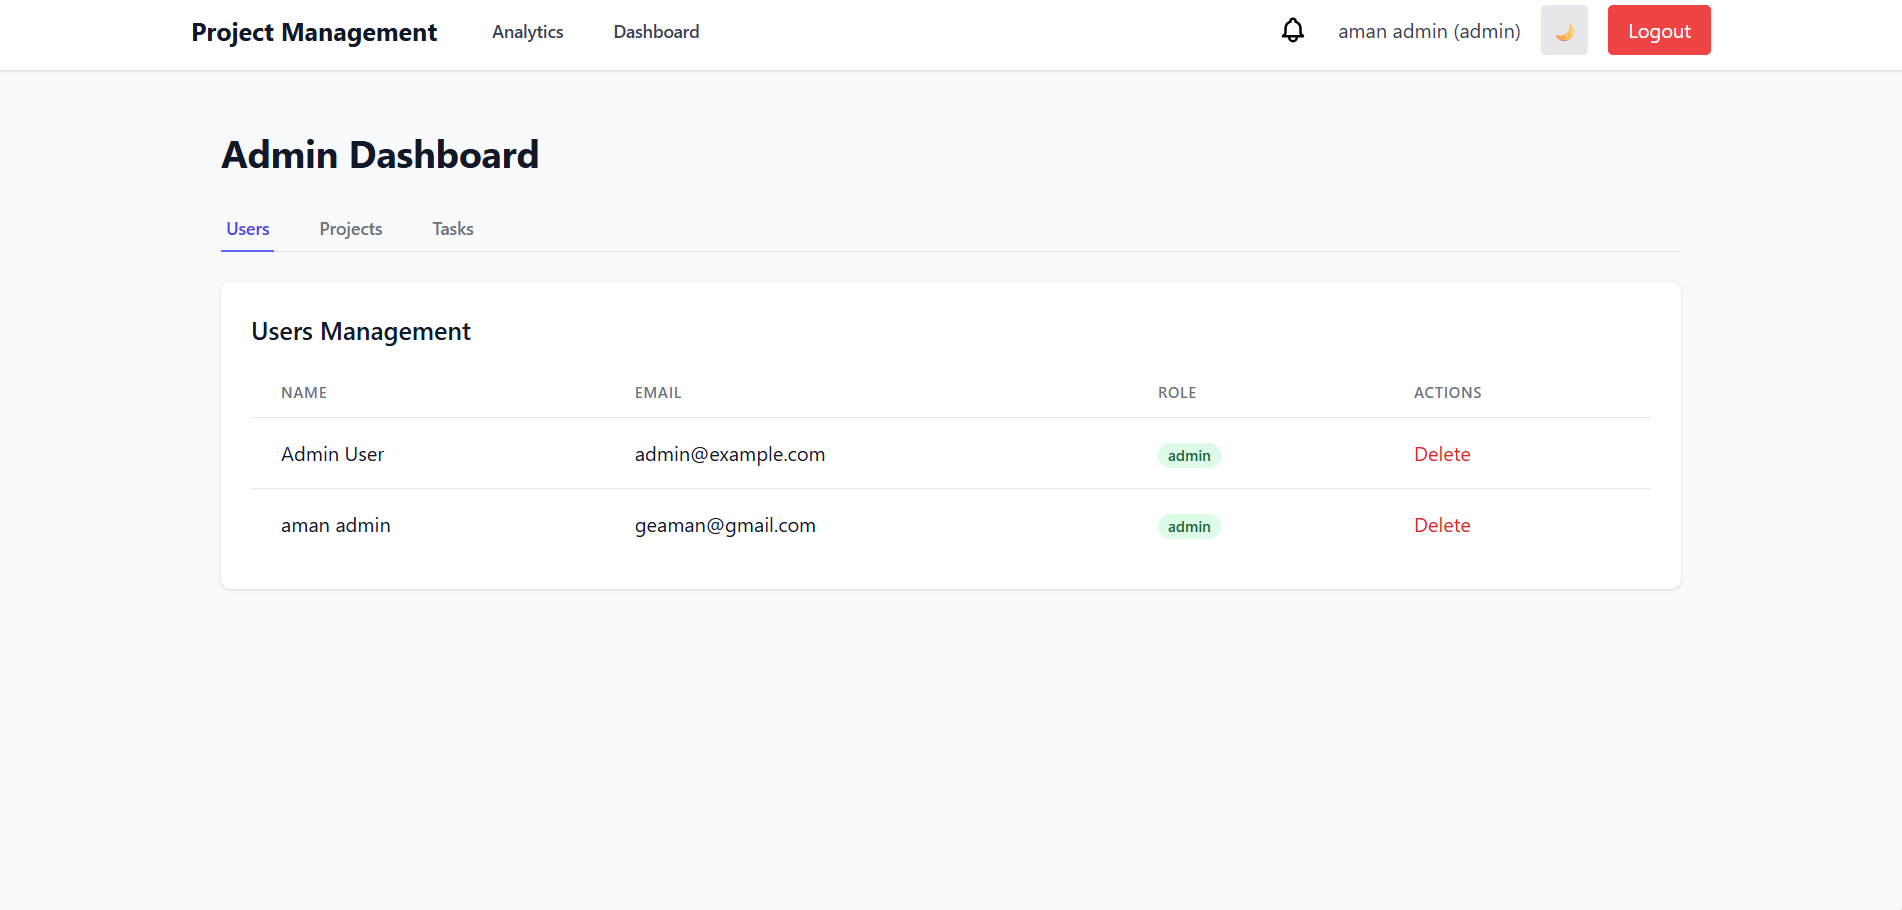 Project Management Analytics Dashboard aman admin (admin) Logout
Admin Dashboard
Users Projects Tasks
Users Management
NAME EMAIL ROLE ACTIONS
Admin User admin@example.com admin Delete
aman admin geaman@gmail.com admin Delete